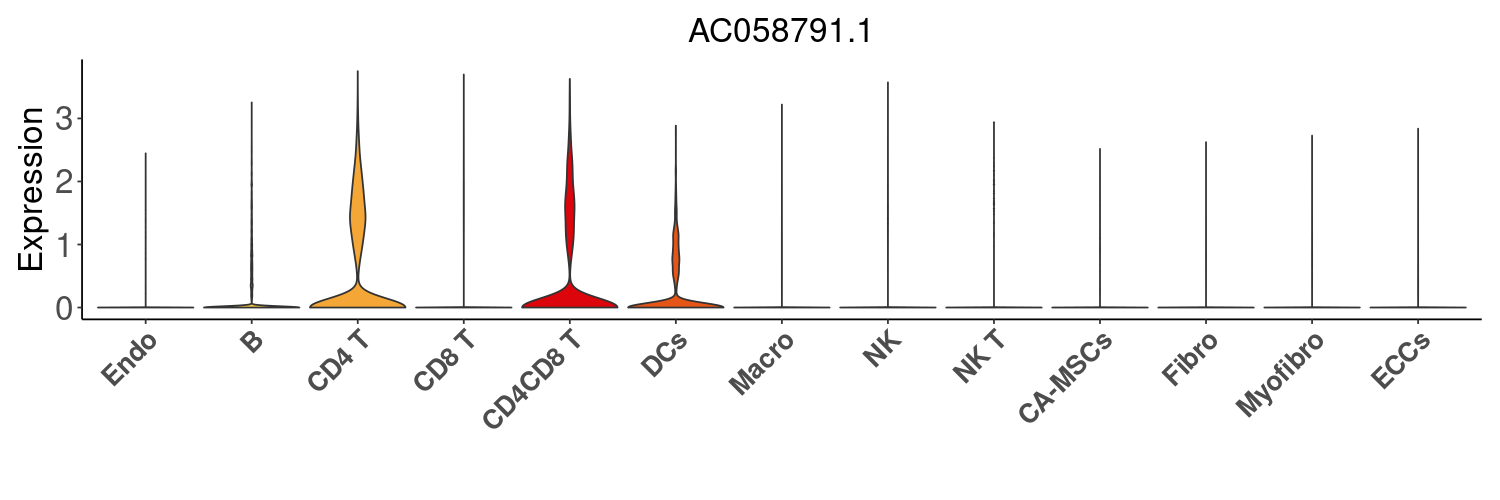 AC058791.1
Expression
3
2
1
0
Endo
B
CD4 T
CD8 T
CD4CD8 T
DCs
Macro
NK
NK T
CA-MSCs
Fibro
Myofibro
ECCs